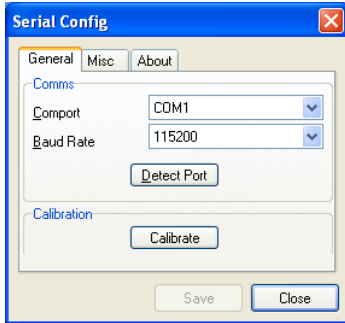 Serial Config
General Misc About
Comms
Comport COM1
Baud Rate 115200
Detect Port
Calibration
Calibrate
Save Close